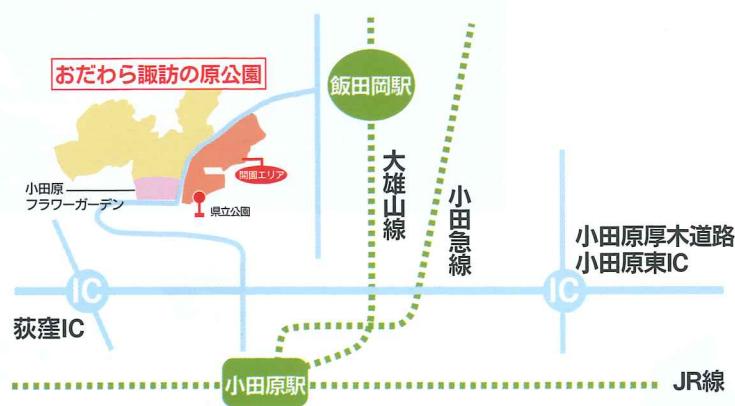 おだわら諏訪の原公園
飯田岡駅
開園エリア
小田原
フラワーガーデン
県立公園
大雄山線
小田急線
小田原厚木道路
小田原東IC
IC
IC
荻窪IC
小田原駅
JR線